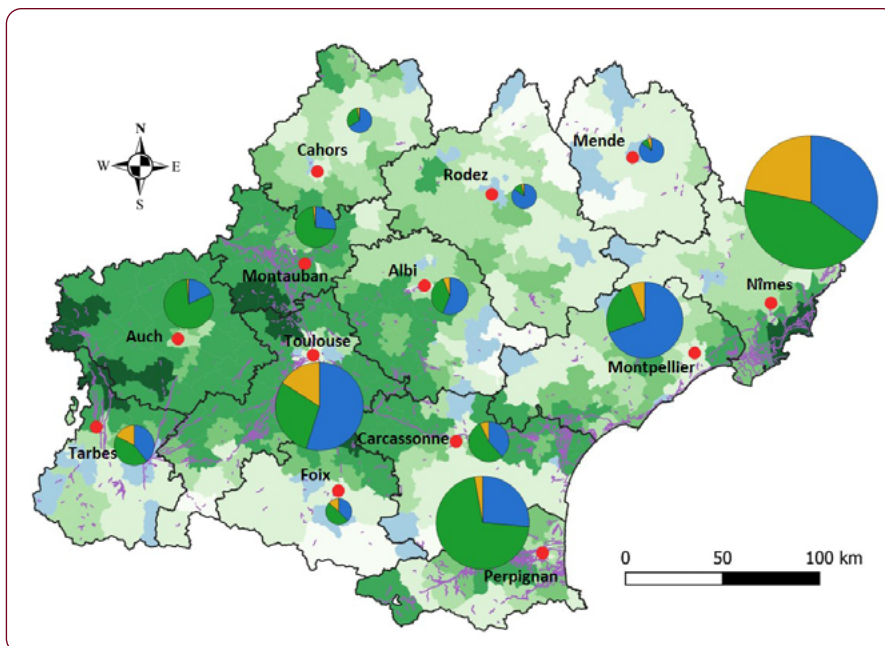 N
W E
S
Cahors
Mende
Rodez
Montauban
Albi
Nîmes
Auch
Toulouse
Montpellier
Carcassonne
Tarbes
Foix
Perpignan
0 50 100 km